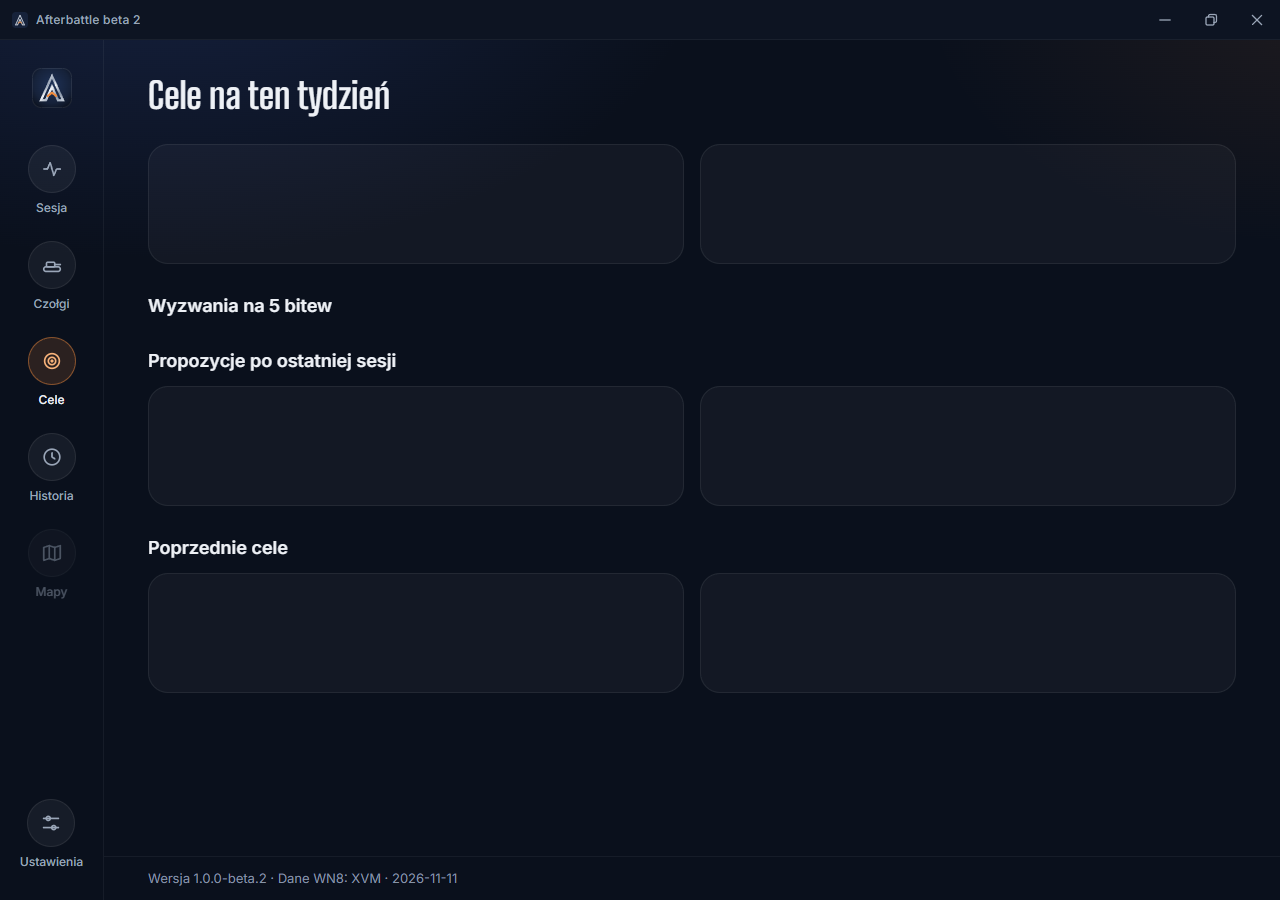 Afterbattle beta 2
Cele na ten tydzień
Sesja
Czołgi
Cele
Historia
Mapy
Ustawienia
Wyzwania na 5 bitew
Propozycje po ostatniej sesji
Poprzednie cele
Wersja 1.0.0-beta.2 · Dane WN8: XVM · 2026-11-11